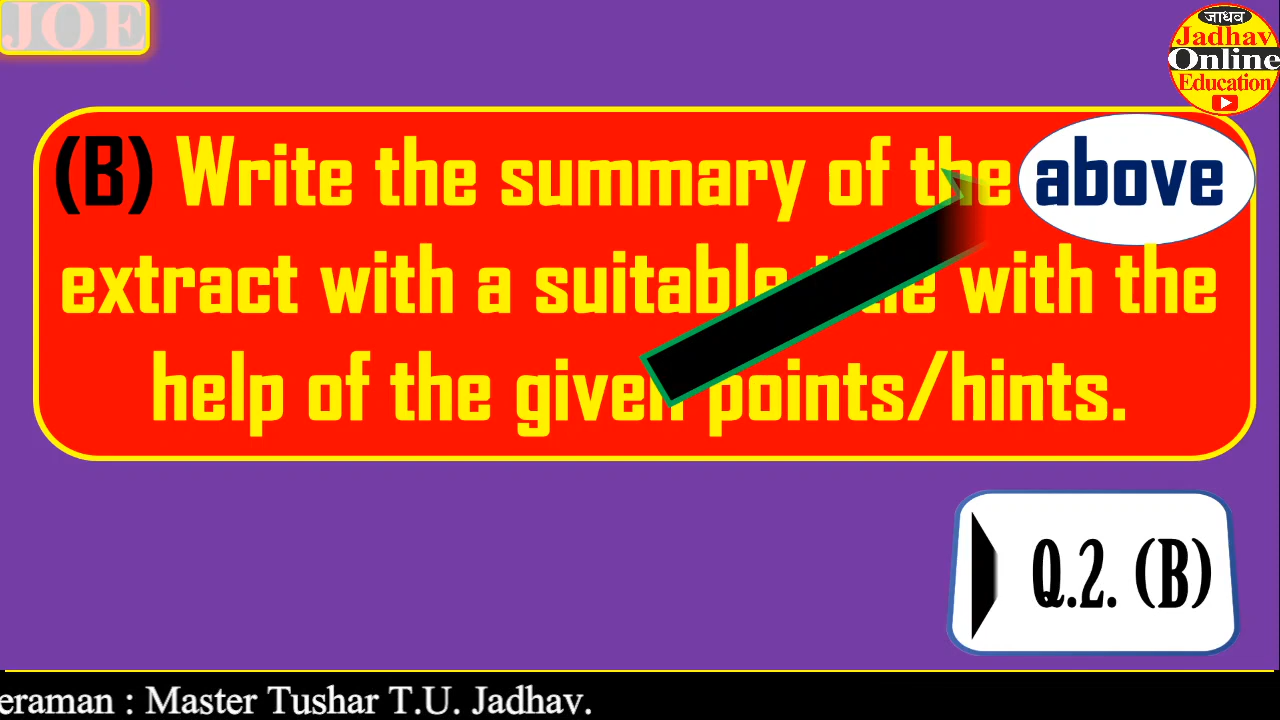 JOE
जाधव
Jadhav
Online
Education
(B) Write the summary of the above
extract with a suitable with the
help of the given points/hints.
Q.2. (B)
eraman : Master Tushar T.U. Jadhav.